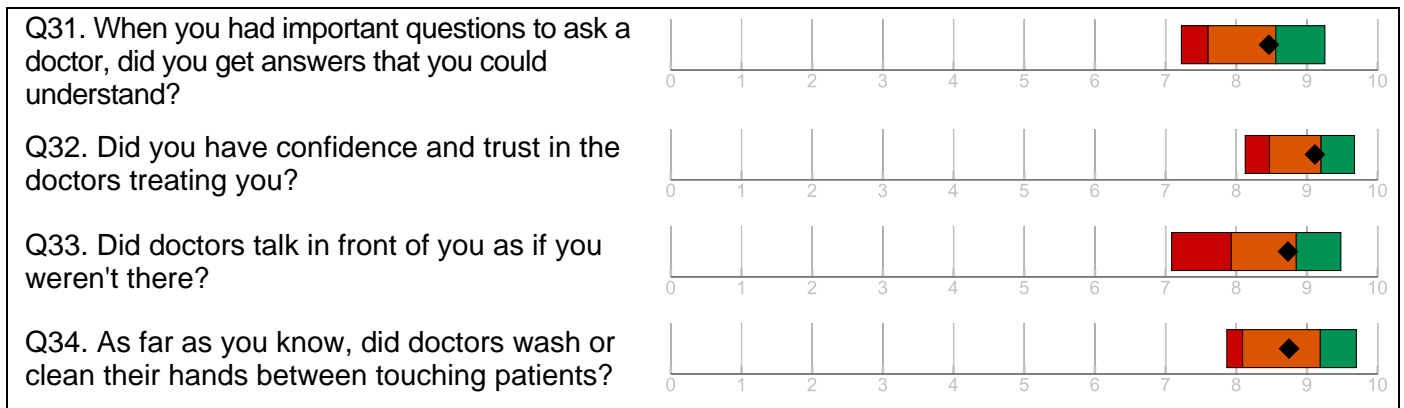 Q31. When you had important questions to ask a
doctor, did you get answers that you could
understand?
0 1 2 3 4 5 6 7 8 9 10
Q32. Did you have confidence and trust in the
doctors treating you?
0 1 2 3 4 5 6 7 8 9 10
Q33. Did doctors talk in front of you as if you
weren't there?
0 1 2 3 4 5 6 7 8 9 10
Q34. As far as you know, did doctors wash or
clean their hands between touching patients?
0 1 2 3 4 5 6 7 8 9 10